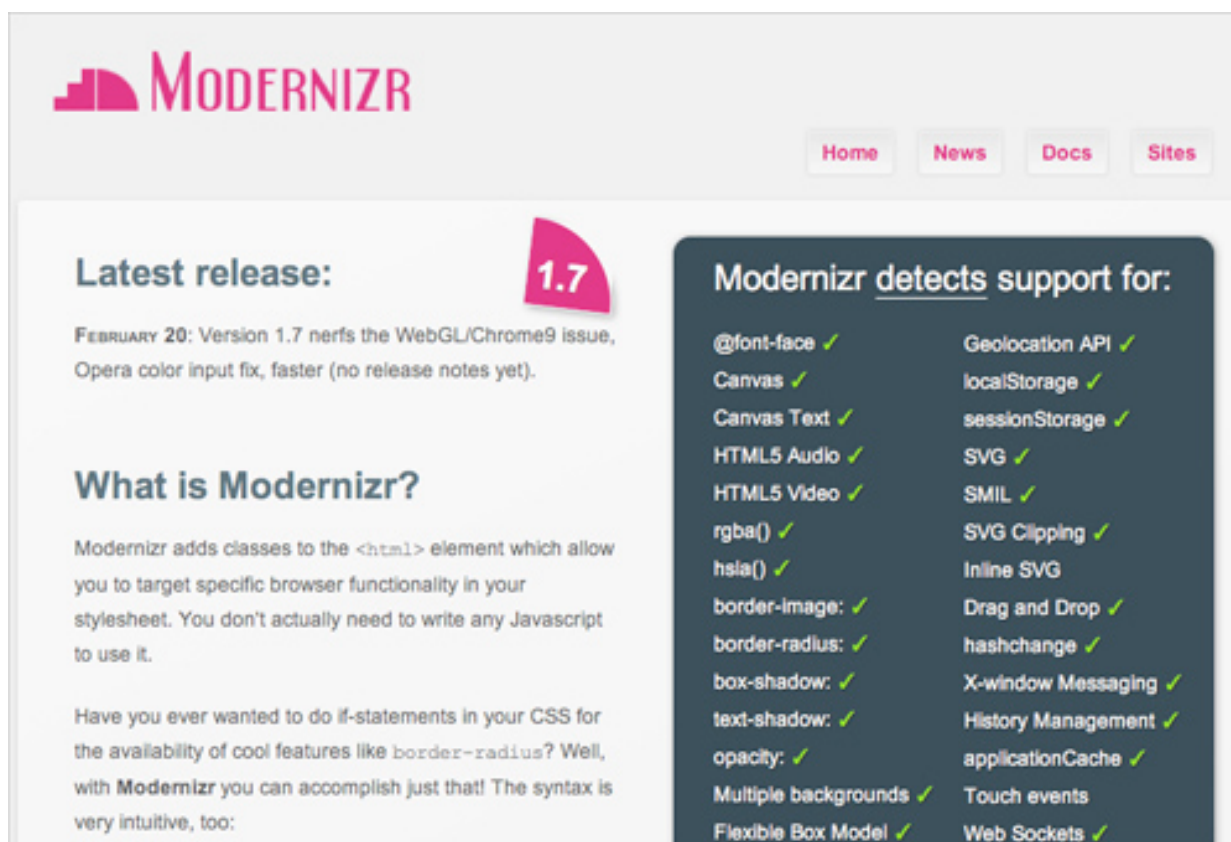 MODERNIZR
Home News Docs Sites
Latest release:
1.7
FEBRUARY 20: Version 1.7 nerfs the WebGL/Chrome9 issue,
Opera color input fix, faster (no release notes yet).
What is Modernizr?
Modernizr adds classes to the <html> element which allow
you to target specific browser functionality in your
stylesheet. You don't actually need to write any Javascript
to use it.
Have you ever wanted to do if-statements in your CSS for
the availability of cool features like border-radius? Well,
with Modernizr you can accomplish just that! The syntax is
very intuitive, too:
Modernizr detects support for:
@font-face ✓
Canvas ✓
Canvas Text ✓
HTML5 Audio ✓
HTML5 Video ✓
rgba() ✓
hsla() ✓
border-image: ✓
border-radius: ✓
box-shadow: ✓
text-shadow: ✓
opacity: ✓
Multiple backgrounds ✓
Flexible Box Model ✓
Geolocation API ✓
localStorage ✓
sessionStorage ✓
SVG ✓
SMIL ✓
SVG Clipping ✓
Inline SVG
Drag and Drop ✓
hashchange ✓
X-window Messaging ✓
History Management ✓
applicationCache ✓
Touch events
Web Sockets ✓